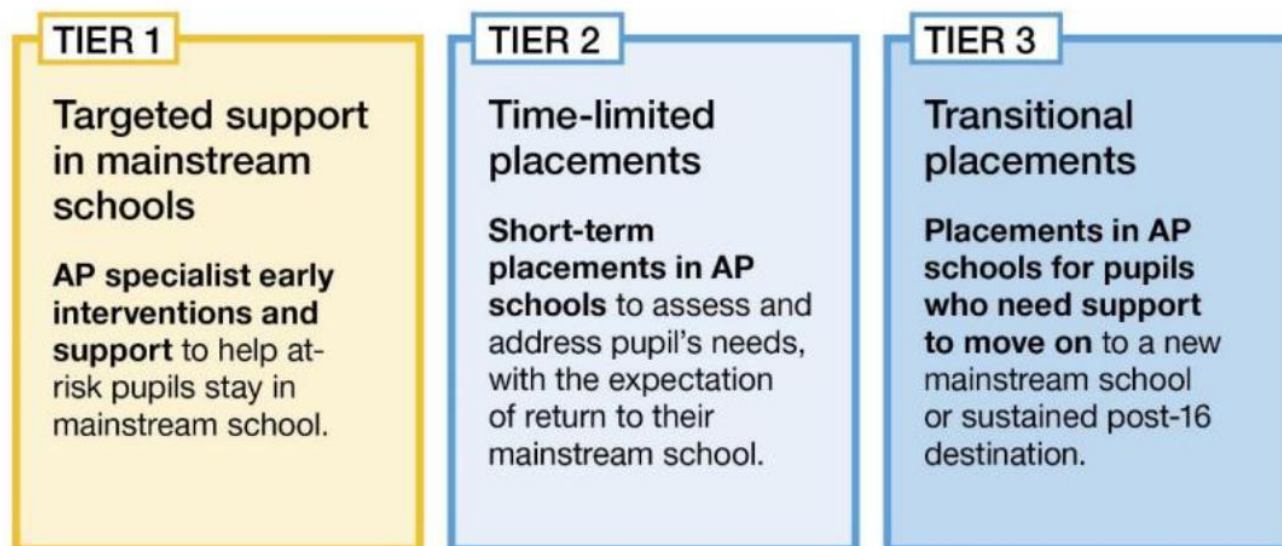 TIER 1
Targeted support
in mainstream
schools
AP specialist early
interventions and
support to help at-
risk pupils stay in
mainstream school.
TIER 2
Time-limited
placements
Short-term
placements in AP
schools to assess and
address pupil's needs,
with the expectation
of return to their
mainstream school.
TIER 3
Transitional
placements
Placements in AP
schools for pupils
who need support
to move on to a new
mainstream school
or sustained post-16
destination.